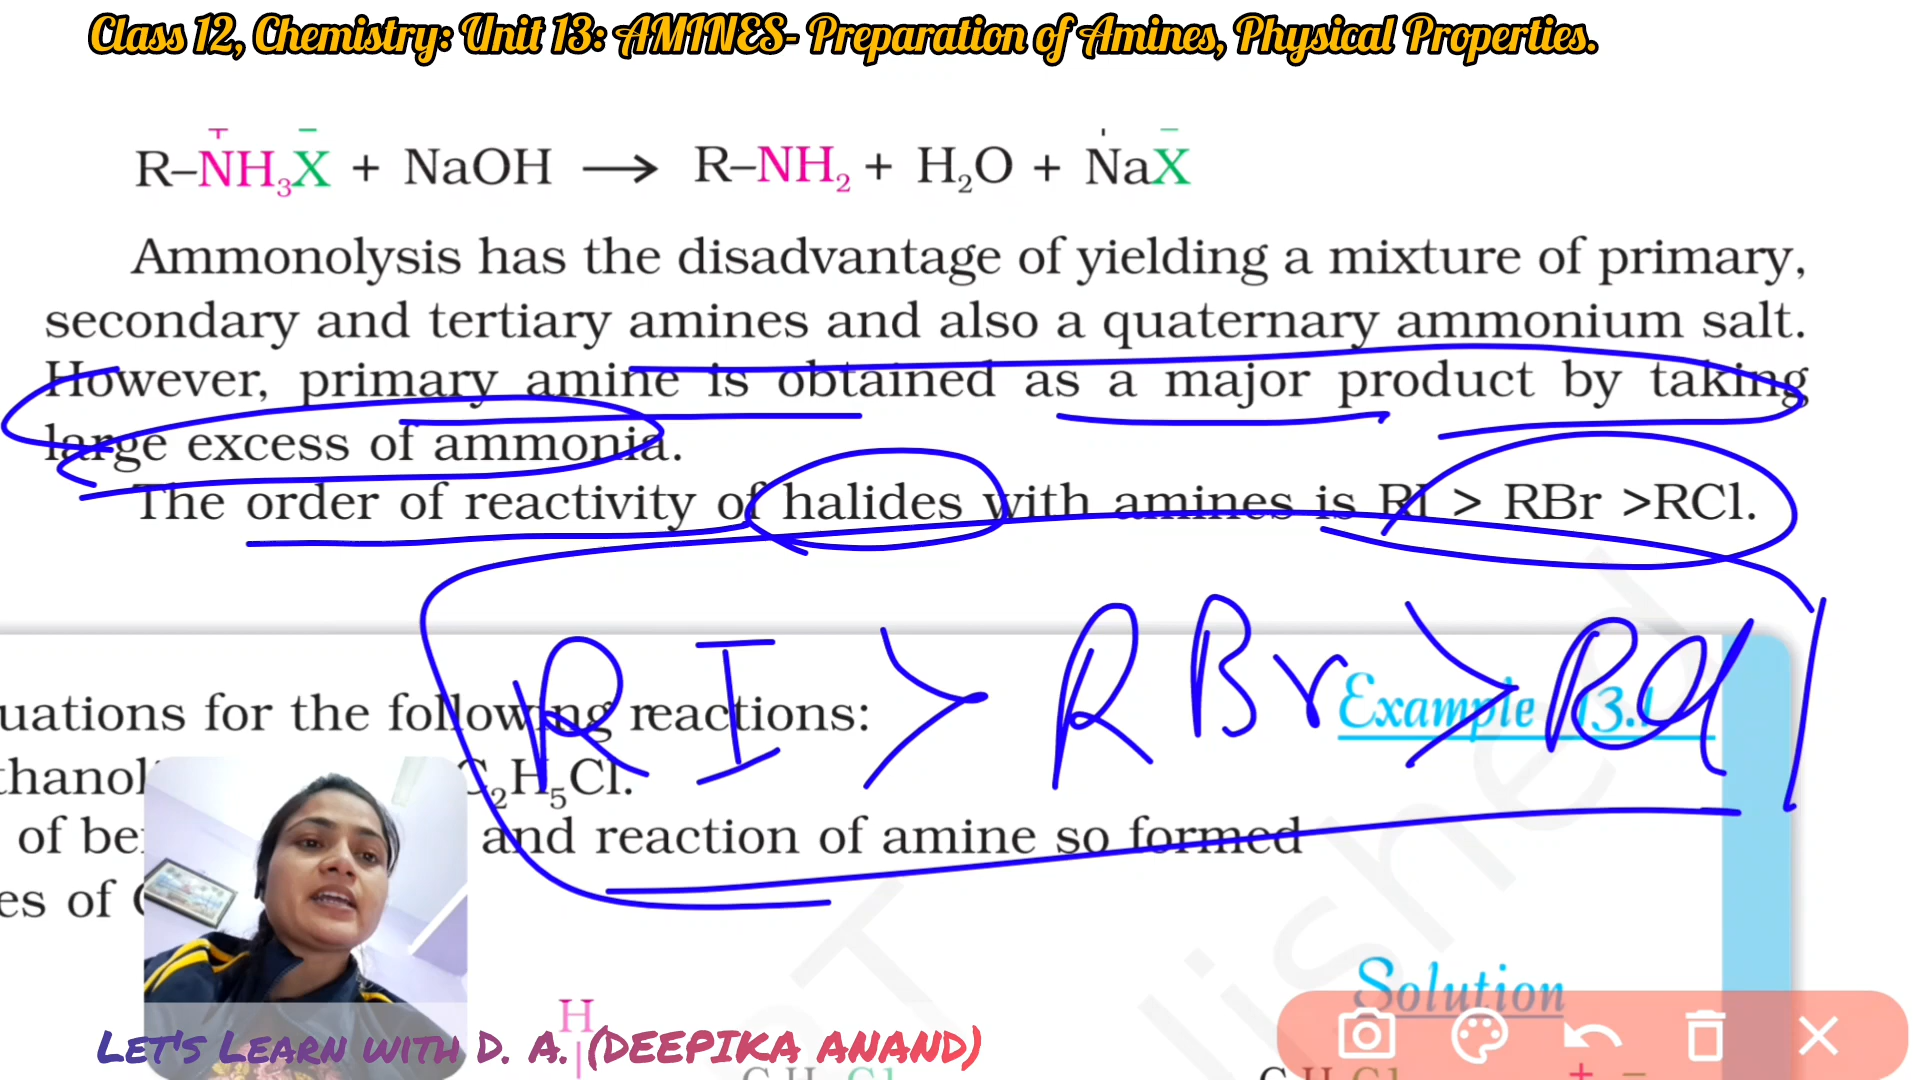 Class 12, Chemistry: Unit 13: AMINES- Preparation of Amines, Physical Properties.
R–N⁺H₃X⁻ + NaOH → R–NH₂ + H₂O + Na⁺X⁻
Ammonolysis has the disadvantage of yielding a mixture of primary,
secondary and tertiary amines and also a quaternary ammonium salt.
However, primary amine is obtained as a major product by taking
large excess of ammonia.
The order of reactivity of halides with amines is RI > RBr >RCl.
RI > RBr > RCl
Example 13.1
uations for the following reactions:
thanol C₂H₅Cl.
of be and reaction of amine so formed
es of
Solution
H
LET'S LEARN WITH D. A. (DEEPIKA ANAND)